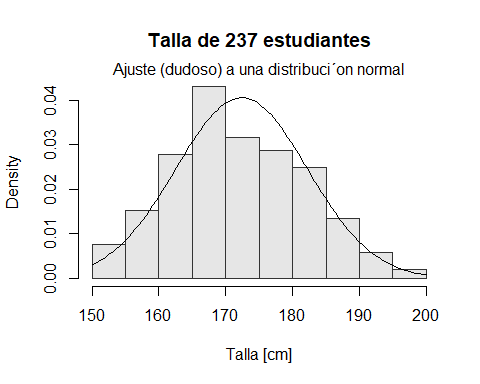 Talla de 237 estudiantes
Ajuste (dudoso) a una distribuci´on normal
Density
0.04
0.03
0.02
0.01
0.00
150 160 170 180 190 200
Talla [cm]